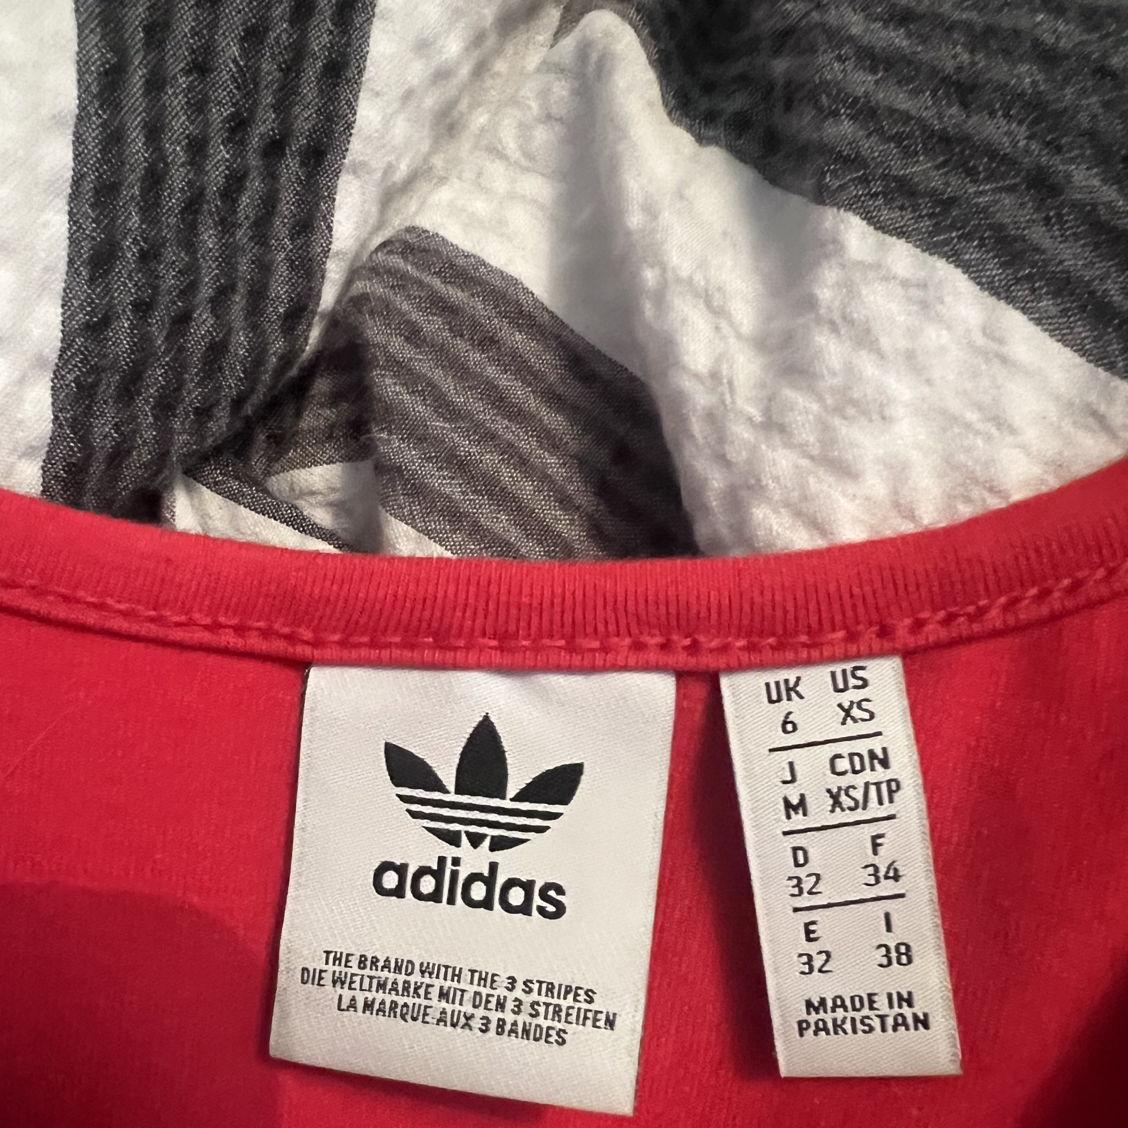 adidas
THE BRAND WITH THE 3 STRIPES
DIE WELTMARKE MIT DEN 3 STREIFEN
LA MARQUE AUX 3 BANDES
UK US
6 XS
J CDN
M XS/TP
D F
32 34
E I
32 38
MADE IN
PAKISTAN